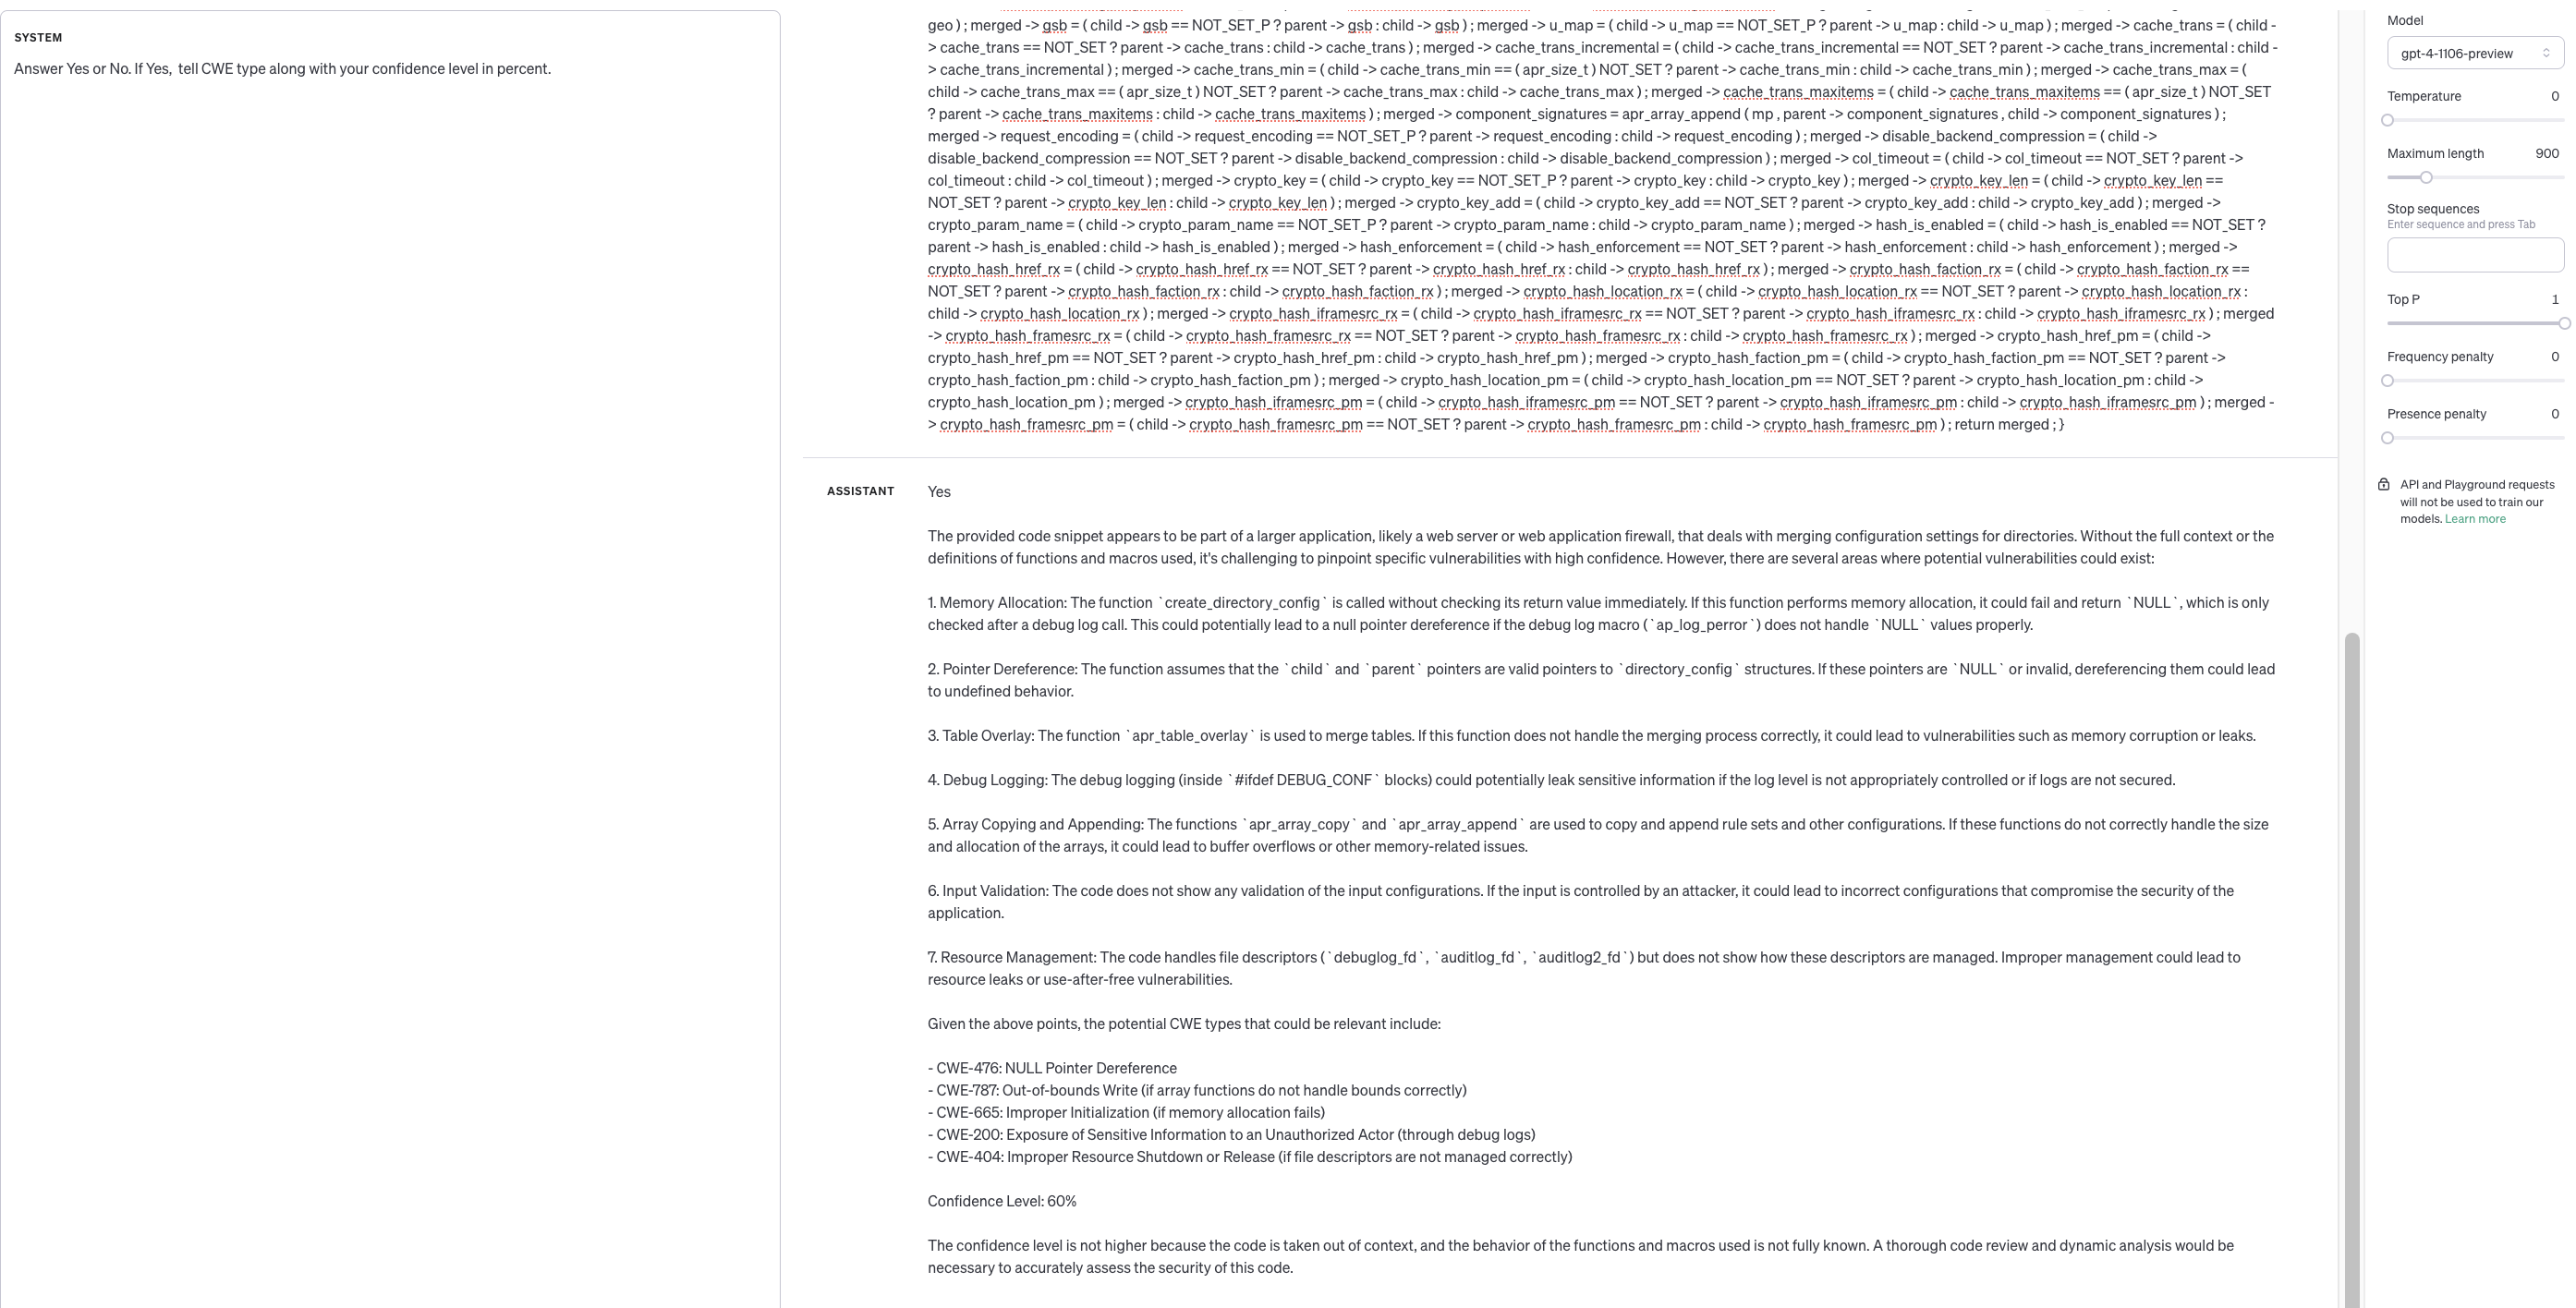 SYSTEM
Answer Yes or No. If Yes, tell CWE type along with your confidence level in percent.
geo ) ; merged -> gsb = ( child -> gsb == NOT_SET_P ? parent -> gsb : child -> gsb ) ; merged -> u_map = ( child -> u_map == NOT_SET_P ? parent -> u_map : child -> u_map ) ; merged -> cache_trans = ( child -
> cache_trans == NOT_SET ? parent -> cache_trans : child -> cache_trans ) ; merged -> cache_trans_incremental = ( child -> cache_trans_incremental == NOT_SET ? parent -> cache_trans_incremental : child -
> cache_trans_incremental ) ; merged -> cache_trans_min = ( child -> cache_trans_min == ( apr_size_t ) NOT_SET ? parent -> cache_trans_min : child -> cache_trans_min ) ; merged -> cache_trans_max = (
child -> cache_trans_max == ( apr_size_t ) NOT_SET ? parent -> cache_trans_max : child -> cache_trans_max ) ; merged -> cache_trans_maxitems = ( child -> cache_trans_maxitems == ( apr_size_t ) NOT_SET
? parent -> cache_trans_maxitems : child -> cache_trans_maxitems ) ; merged -> component_signatures = apr_array_append ( mp , parent -> component_signatures , child -> component_signatures ) ;
merged -> request_encoding = ( child -> request_encoding == NOT_SET_P ? parent -> request_encoding : child -> request_encoding ) ; merged -> disable_backend_compression = ( child ->
disable_backend_compression == NOT_SET ? parent -> disable_backend_compression : child -> disable_backend_compression ) ; merged -> col_timeout = ( child -> col_timeout == NOT_SET ? parent ->
col_timeout : child -> col_timeout ) ; merged -> crypto_key = ( child -> crypto_key == NOT_SET_P ? parent -> crypto_key : child -> crypto_key ) ; merged -> crypto_key_len = ( child -> crypto_key_len ==
NOT_SET ? parent -> crypto_key_len : child -> crypto_key_len ) ; merged -> crypto_key_add = ( child -> crypto_key_add == NOT_SET ? parent -> crypto_key_add : child -> crypto_key_add ) ; merged ->
crypto_param_name = ( child -> crypto_param_name == NOT_SET_P ? parent -> crypto_param_name : child -> crypto_param_name ) ; merged -> hash_is_enabled = ( child -> hash_is_enabled == NOT_SET ?
parent -> hash_is_enabled : child -> hash_is_enabled ) ; merged -> hash_enforcement = ( child -> hash_enforcement == NOT_SET ? parent -> hash_enforcement : child -> hash_enforcement ) ; merged ->
crypto_hash_href_rx = ( child -> crypto_hash_href_rx == NOT_SET ? parent -> crypto_hash_href_rx : child -> crypto_hash_href_rx ) ; merged -> crypto_hash_faction_rx = ( child -> crypto_hash_faction_rx ==
NOT_SET ? parent -> crypto_hash_faction_rx : child -> crypto_hash_faction_rx ) ; merged -> crypto_hash_location_rx = ( child -> crypto_hash_location_rx == NOT_SET ? parent -> crypto_hash_location_rx :
child -> crypto_hash_location_rx ) ; merged -> crypto_hash_iframesrc_rx = ( child -> crypto_hash_iframesrc_rx == NOT_SET ? parent -> crypto_hash_iframesrc_rx : child -> crypto_hash_iframesrc_rx ) ; merged
-> crypto_hash_framesrc_rx = ( child -> crypto_hash_framesrc_rx == NOT_SET ? parent -> crypto_hash_framesrc_rx : child -> crypto_hash_framesrc_rx ) ; merged -> crypto_hash_href_pm = ( child ->
crypto_hash_href_pm == NOT_SET ? parent -> crypto_hash_href_pm : child -> crypto_hash_href_pm ) ; merged -> crypto_hash_faction_pm = ( child -> crypto_hash_faction_pm == NOT_SET ? parent ->
crypto_hash_faction_pm : child -> crypto_hash_faction_pm ) ; merged -> crypto_hash_location_pm = ( child -> crypto_hash_location_pm == NOT_SET ? parent -> crypto_hash_location_pm : child ->
crypto_hash_location_pm ) ; merged -> crypto_hash_iframesrc_pm = ( child -> crypto_hash_iframesrc_pm == NOT_SET ? parent -> crypto_hash_iframesrc_pm : child -> crypto_hash_iframesrc_pm ) ; merged -
> crypto_hash_framesrc_pm = ( child -> crypto_hash_framesrc_pm == NOT_SET ? parent -> crypto_hash_framesrc_pm : child -> crypto_hash_framesrc_pm ) ; return merged ; }
ASSISTANT
Yes
The provided code snippet appears to be part of a larger application, likely a web server or web application firewall, that deals with merging configuration settings for directories. Without the full context or the
definitions of functions and macros used, it's challenging to pinpoint specific vulnerabilities with high confidence. However, there are several areas where potential vulnerabilities could exist:
1. Memory Allocation: The function `create_directory_config` is called without checking its return value immediately. If this function performs memory allocation, it could fail and return `NULL`, which is only
checked after a debug log call. This could potentially lead to a null pointer dereference if the debug log macro (`ap_log_perror`) does not handle `NULL` values properly.
2. Pointer Dereference: The function assumes that the `child` and `parent` pointers are valid pointers to `directory_config` structures. If these pointers are `NULL` or invalid, dereferencing them could lead
to undefined behavior.
3. Table Overlay: The function `apr_table_overlay` is used to merge tables. If this function does not handle the merging process correctly, it could lead to vulnerabilities such as memory corruption or leaks.
4. Debug Logging: The debug logging (inside `#ifdef DEBUG_CONF` blocks) could potentially leak sensitive information if the log level is not appropriately controlled or if logs are not secured.
5. Array Copying and Appending: The functions `apr_array_copy` and `apr_array_append` are used to copy and append rule sets and other configurations. If these functions do not correctly handle the size
and allocation of the arrays, it could lead to buffer overflows or other memory-related issues.
6. Input Validation: The code does not show any validation of the input configurations. If the input is controlled by an attacker, it could lead to incorrect configurations that compromise the security of the
application.
7. Resource Management: The code handles file descriptors (`debuglog_fd`, `auditlog_fd`, `auditlog2_fd`) but does not show how these descriptors are managed. Improper management could lead to
resource leaks or use-after-free vulnerabilities.
Given the above points, the potential CWE types that could be relevant include:
- CWE-476: NULL Pointer Dereference
- CWE-787: Out-of-bounds Write (if array functions do not handle bounds correctly)
- CWE-665: Improper Initialization (if memory allocation fails)
- CWE-200: Exposure of Sensitive Information to an Unauthorized Actor (through debug logs)
- CWE-404: Improper Resource Shutdown or Release (if file descriptors are not managed correctly)
Confidence Level: 60%
The confidence level is not higher because the code is taken out of context, and the behavior of the functions and macros used is not fully known. A thorough code review and dynamic analysis would be
necessary to accurately assess the security of this code.
Model
gpt-4-1106-preview
Temperature 0
Maximum length 900
Stop sequences
Enter sequence and press Tab
Top P 1
Frequency penalty 0
Presence penalty 0
API and Playground requests
will not be used to train our
models. Learn more